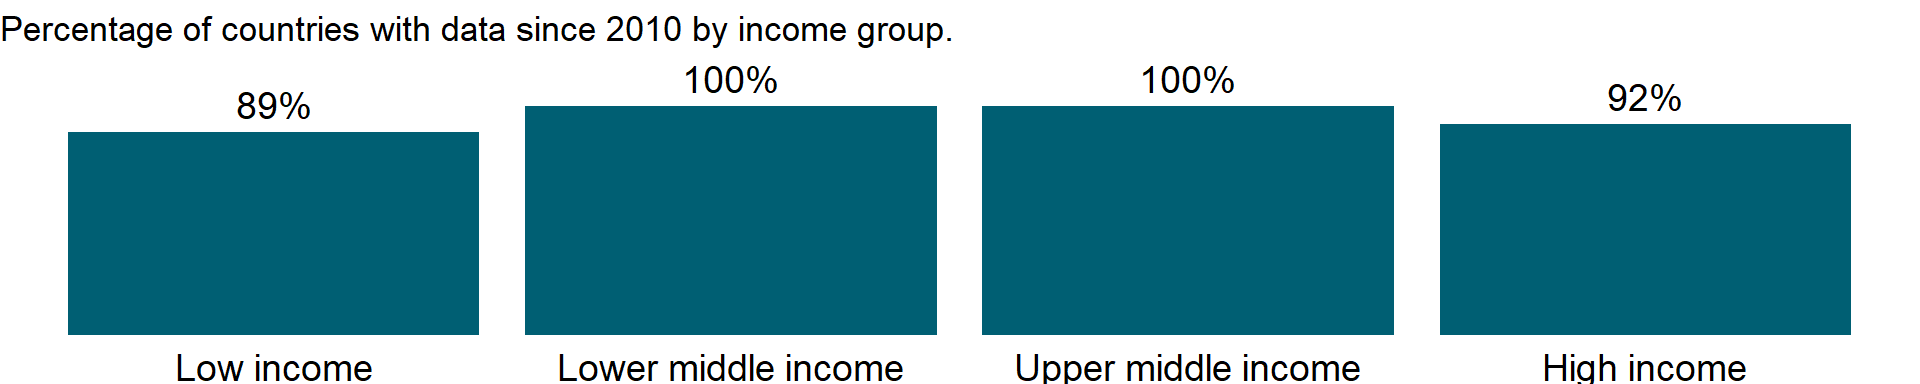 Percentage of countries with data since 2010 by income group.
89%
100%
100%
92%
Low income
Lower middle income
Upper middle income
High income